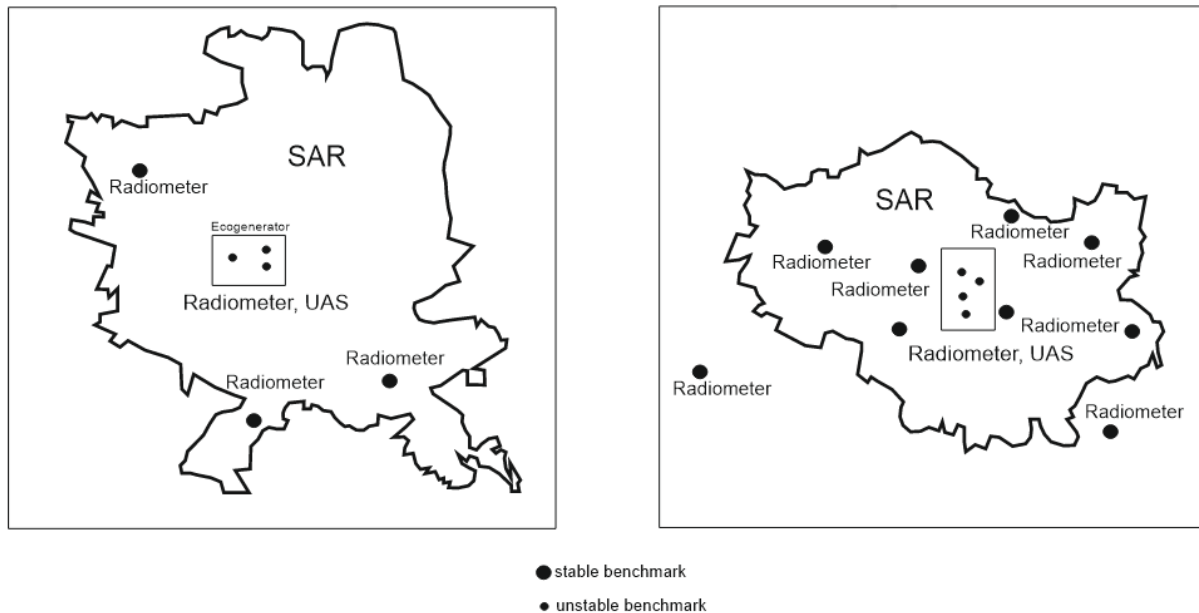 SAR
Radiometer
Ecogenerator
Radiometer, UAS
Radiometer
Radiometer
SAR
Radiometer
Radiometer
Radiometer
Radiometer
Radiometer
Radiometer, UAS
Radiometer
Radiometer
stable benchmark
unstable benchmark